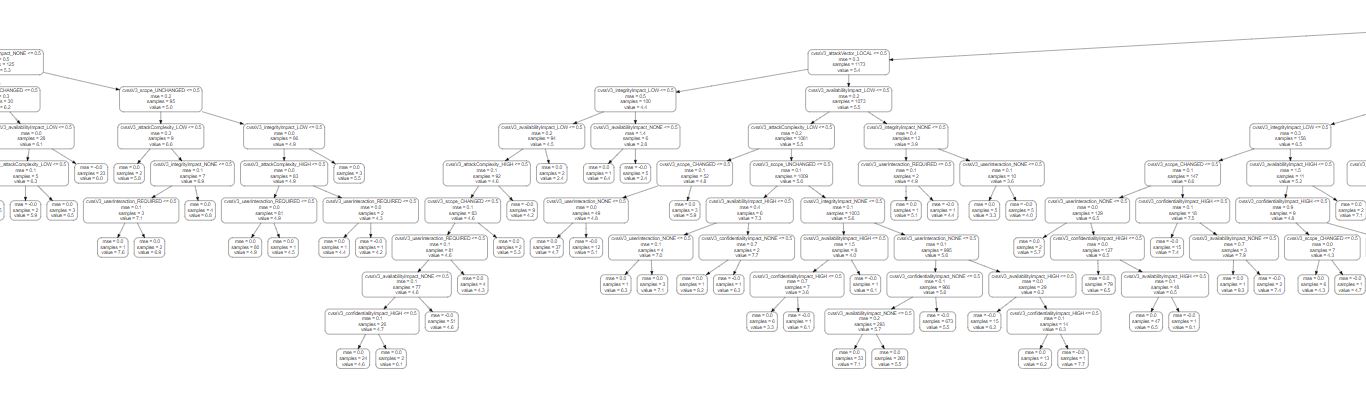 mpact_NONE <= 0.5
= 0.5
s = 125
= 5.3
cvssV3_attackVector_LOCAL <= 0.5
mse = 0.3
samples = 1173
value = 5.4
CHANGED <= 0.5
= 0.3
s = 30
= 6.2
cvssV3_scope_UNCHANGED <= 0.5
mse = 0.2
samples = 95
value = 5.0
cvssV3_integrityImpact_LOW <= 0.5
mse = 0.5
samples = 100
value = 4.4
cvssV3_availabilityImpact_LOW <= 0.5
mse = 0.2
samples = 1073
value = 5.5
V3_availabilityImpact_LOW <= 0.5
mse = 0.0
value = 6.1
cvssV3_attackComplexity_LOW <= 0.5
mse = 0.3
samples = 9
value = 6.6
cvssV3_integrityImpact_LOW <= 0.5
mse = 0.0
samples = 86
value = 4.9
cvssV3_availabilityImpact_LOW <= 0.5
mse = 0.2
samples = 94
value = 4.5
cvssV3_availabilityImpact_NONE <= 0.5
mse = 1.4
samples = 6
value = 2.8
cvssV3_attackComplexity_LOW <= 0.5
mse = 0.2
samples = 1061
value = 5.5
cvssV3_integrityImpact_NONE <= 0.5
mse = 0.4
samples = 12
value = 3.9
cvssV3_integrityImpact_LOW <= 0.5
mse = 0.3
samples = 158
value = 6.5
attackComplexity_LOW <= 0.5
mse = 0.1
samples = 5
value = 6.3
mse = -0.0
samples = 23
value = 6.0
mse = 0.0
samples = 2
value = 5.8
cvssV3_integrityImpact_NONE <= 0.5
mse = 0.1
samples = 7
value = 6.9
cvssV3_attackComplexity_HIGH <= 0.5
mse = 0.0
samples = 83
value = 4.9
mse = 0.0
samples = 3
value = 5.5
cvssV3_attackComplexity_HIGH <= 0.5
mse = 0.1
samples = 92
value = 4.6
mse = 0.0
samples = 2
value = 2.4
mse = 0.0
samples = 1
value = 6.4
mse = -0.0
samples = 5
value = 2.4
cvssV3_scope_CHANGED <= 0.5
mse = 0.1
samples = 52
value = 4.8
cvssV3_scope_UNCHANGED <= 0.5
mse = 0.2
samples = 1009
value = 5.6
cvssV3_userInteraction_REQUIRED <= 0.5
mse = 0.0
samples = 2
value = 4.8
cvssV3_userInteraction_NONE <= 0.5
mse = 0.1
samples = 10
value = 3.6
cvssV3_scope_CHANGED <= 0.5
mse = 0.1
samples = 147
value = 6.6
cvssV3_availabilityImpact_HIGH <= 0.5
mse = 1.5
samples = 11
value = 5.2
mse = -0.0
samples = 2
value = 5.9
mse = 0.0
samples = 3
value = 6.5
cvssV3_userInteraction_REQUIRED <= 0.5
mse = 0.1
samples = 3
value = 7.1
mse = 0.0
samples = 4
value = 6.8
cvssV3_userInteraction_REQUIRED <= 0.5
mse = 0.0
samples = 81
value = 4.9
cvssV3_userInteraction_REQUIRED <= 0.5
mse = 0.0
samples = 2
value = 4.3
cvssV3_scope_CHANGED <= 0.5
mse = 0.1
samples = 83
value = 4.6
mse = -0.0
samples = 9
value = 4.2
cvssV3_userInteraction_NONE <= 0.5
mse = 0.0
samples = 49
value = 4.8
mse = 0.0
samples = 3
value = 5.9
cvssV3_availabilityImpact_HIGH <= 0.5
mse = 0.4
samples = 6
value = 7.3
cvssV3_integrityImpact_NONE <= 0.5
mse = 0.1
samples = 1003
value = 5.6
mse = 0.0
samples = 1
value = 5.1
mse = -0.0
samples = 1
value = 4.4
mse = 0.0
samples = 5
value = 3.3
mse = -0.0
samples = 5
value = 4.0
cvssV3_userInteraction_NONE <= 0.5
mse = 0.0
samples = 129
value = 6.5
cvssV3_confidentialityImpact_HIGH <= 0.5
mse = 0.1
samples = 18
value = 7.5
cvssV3_confidentialityImpact_HIGH <= 0.5
mse = 0.9
samples = 9
value = 4.8
mse = 0.0
samples = 2
value = 7.1
mse = 0.0
samples = 1
value = 7.6
mse = 0.0
samples = 2
value = 6.9
mse = 0.0
samples = 80
value = 4.9
mse = 0.0
samples = 1
value = 4.5
mse = 0.0
samples = 1
value = 4.4
mse = -0.0
samples = 1
value = 4.2
cvssV3_userInteraction_REQUIRED <= 0.5
mse = 0.1
samples = 81
value = 4.6
mse = 0.0
samples = 2
value = 5.3
mse = 0.0
samples = 37
value = 4.7
mse = -0.0
samples = 12
value = 5.1
cvssV3_userInteraction_NONE <= 0.5
mse = 0.1
samples = 4
value = 7.0
cvssV3_confidentialityImpact_NONE <= 0.5
mse = 0.7
samples = 2
value = 7.7
cvssV3_availabilityImpact_HIGH <= 0.5
mse = 1.5
samples = 8
value = 4.0
cvssV3_userInteraction_NONE <= 0.5
mse = 0.1
samples = 995
value = 5.6
mse = 0.0
samples = 2
value = 5.7
cvssV3_confidentialityImpact_HIGH <= 0.5
mse = 0.0
samples = 127
value = 6.5
mse = -0.0
samples = 15
value = 7.4
cvssV3_availabilityImpact_NONE <= 0.5
mse = 0.7
samples = 3
value = 7.9
cvssV3_scope_CHANGED <= 0.5
mse = 0.0
samples = 7
value = 4.3
cvssV3_availabilityImpact_NONE <= 0.5
mse = 0.1
samples = 77
value = 4.6
mse = 0.0
samples = 4
value = 4.3
mse = 0.0
samples = 1
value = 6.3
mse = 0.0
samples = 3
value = 7.1
mse = 0.0
samples = 1
value = 8.2
mse = -0.0
samples = 1
value = 6.3
cvssV3_confidentialityImpact_HIGH <= 0.5
mse = 0.7
samples = 7
value = 3.6
mse = -0.0
samples = 1
value = 6.1
cvssV3_confidentialityImpact_NONE <= 0.5
mse = 0.1
samples = 966
value = 5.6
cvssV3_availabilityImpact_HIGH <= 0.5
mse = 0.0
samples = 29
value = 6.2
mse = 0.0
samples = 79
value = 6.5
cvssV3_availabilityImpact_HIGH <= 0.5
mse = 0.1
samples = 48
value = 6.5
mse = 0.0
samples = 1
value = 9.3
mse = -0.0
samples = 2
value = 7.4
mse = 0.0
samples = 6
value = 4.3
mse = -0.0
samples = 1
value = 4.7
cvssV3_confidentialityImpact_HIGH <= 0.5
mse = 0.1
samples = 26
value = 4.7
mse = -0.0
samples = 51
value = 4.6
mse = 0.0
samples = 6
value = 3.3
mse = -0.0
samples = 1
value = 6.1
cvssV3_availabilityImpact_NONE <= 0.5
mse = 0.2
samples = 293
value = 5.7
mse = -0.0
samples = 673
value = 5.5
mse = -0.0
samples = 15
value = 6.2
cvssV3_confidentialityImpact_HIGH <= 0.5
mse = 0.1
samples = 14
value = 6.3
mse = 0.0
samples = 47
value = 6.5
mse = -0.0
samples = 1
value = 8.1
mse = 0.0
samples = 24
value = 4.6
mse = 0.0
samples = 2
value = 6.1
mse = 0.0
samples = 33
value = 7.1
mse = 0.0
samples = 260
value = 5.5
mse = 0.0
samples = 13
value = 6.2
mse = -0.0
samples = 1
value = 7.7